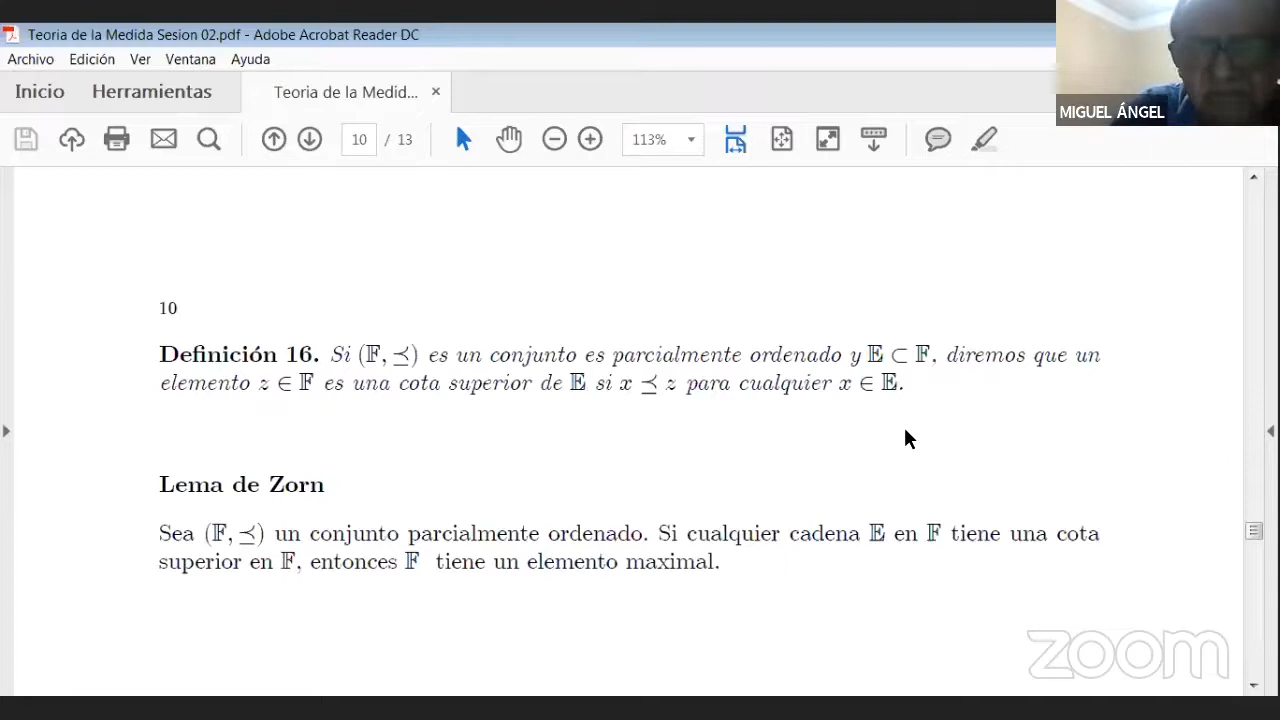 Teoria de la Medida Sesion 02.pdf - Adobe Acrobat Reader DC
Archivo Edición Ver Ventana Ayuda
Inicio Herramientas Teoria de la Medid... ×
10 / 13 113%
MIGUEL ÁNGEL
10
Definición 16. Si (𝔽, ⪯) es un conjunto es parcialmente ordenado y 𝔼 ⊂ 𝔽, diremos que un
elemento z ∈ 𝔽 es una cota superior de 𝔼 si x ⪯ z para cualquier x ∈ 𝔼.
Lema de Zorn
Sea (𝔽, ⪯) un conjunto parcialmente ordenado. Si cualquier cadena 𝔼 en 𝔽 tiene una cota
superior en 𝔽, entonces 𝔽 tiene un elemento maximal.
zoom